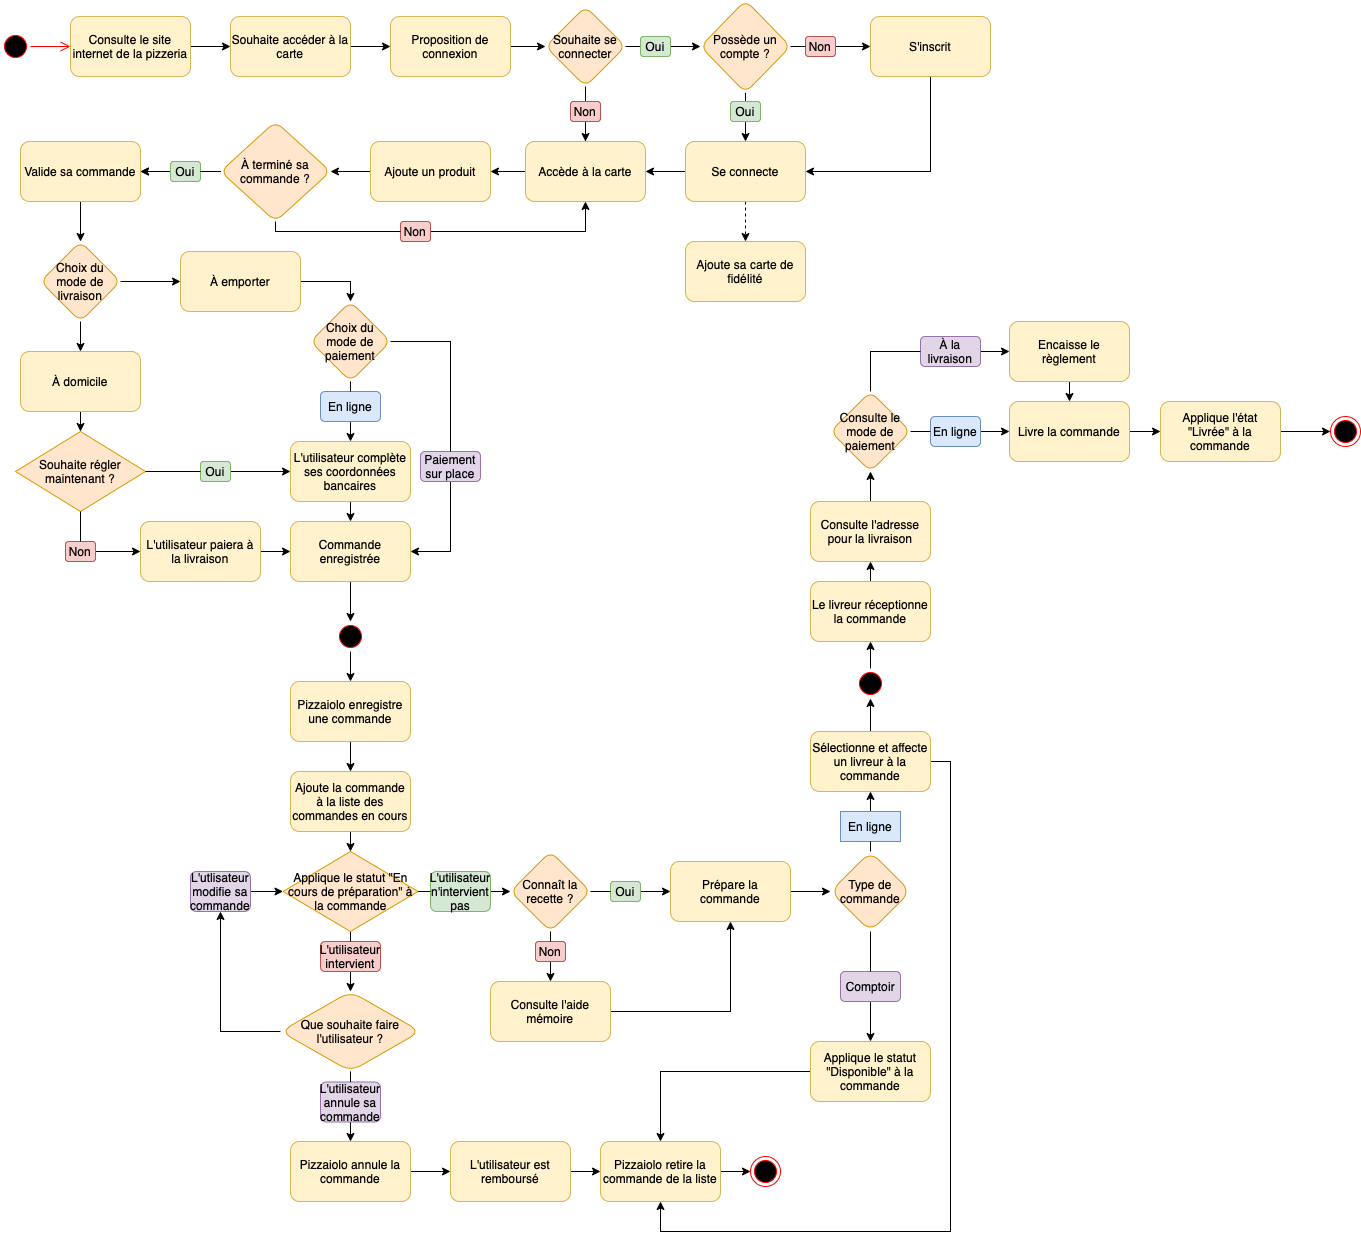 Consulte le site
internet de la pizzeria
Souhaite accéder à la
carte
Proposition de
connexion
Souhaite se
connecter
Oui
Possède un
compte ?
Non
S'inscrit
Non
Oui
Valide sa commande
Oui
À terminé sa
commande ?
Ajoute un produit
Accède à la carte
Se connecte
Non
Ajoute sa carte de
fidélité
Choix du
mode de
livraison
À emporter
Choix du
mode de
paiement
À domicile
En ligne
Souhaite régler
maintenant ?
Oui
L'utilisateur complète
ses coordonnées
bancaires
Paiement
sur place
Non
L'utilisateur paiera à
la livraison
Commande
enregistrée
À la
livraison
Encaisse le
règlement
Consulte le
mode de
paiement
En ligne
Livre la commande
Applique l'état
"Livrée" à la
commande
Consulte l'adresse
pour la livraison
Le livreur réceptionne
la commande
Pizzaiolo enregistre
une commande
Ajoute la commande
à la liste des
commandes en cours
Sélectionne et affecte
un livreur à la
commande
En ligne
L'utlisateur
modifie sa
commande
Applique le statut "En
cours de préparation" à
la commande
L'utilisateur
n'intervient
pas
Connaît la
recette ?
Oui
Prépare la
commande
Type de
commande
L'utilisateur
intervient
Non
Consulte l'aide
mémoire
Comptoir
Que souhaite faire
l'utilisateur ?
Applique le statut
"Disponible" à la
commande
L'utilisateur
annule sa
commande
Pizzaiolo annule la
commande
L'utilisateur est
remboursé
Pizzaiolo retire la
commande de la liste